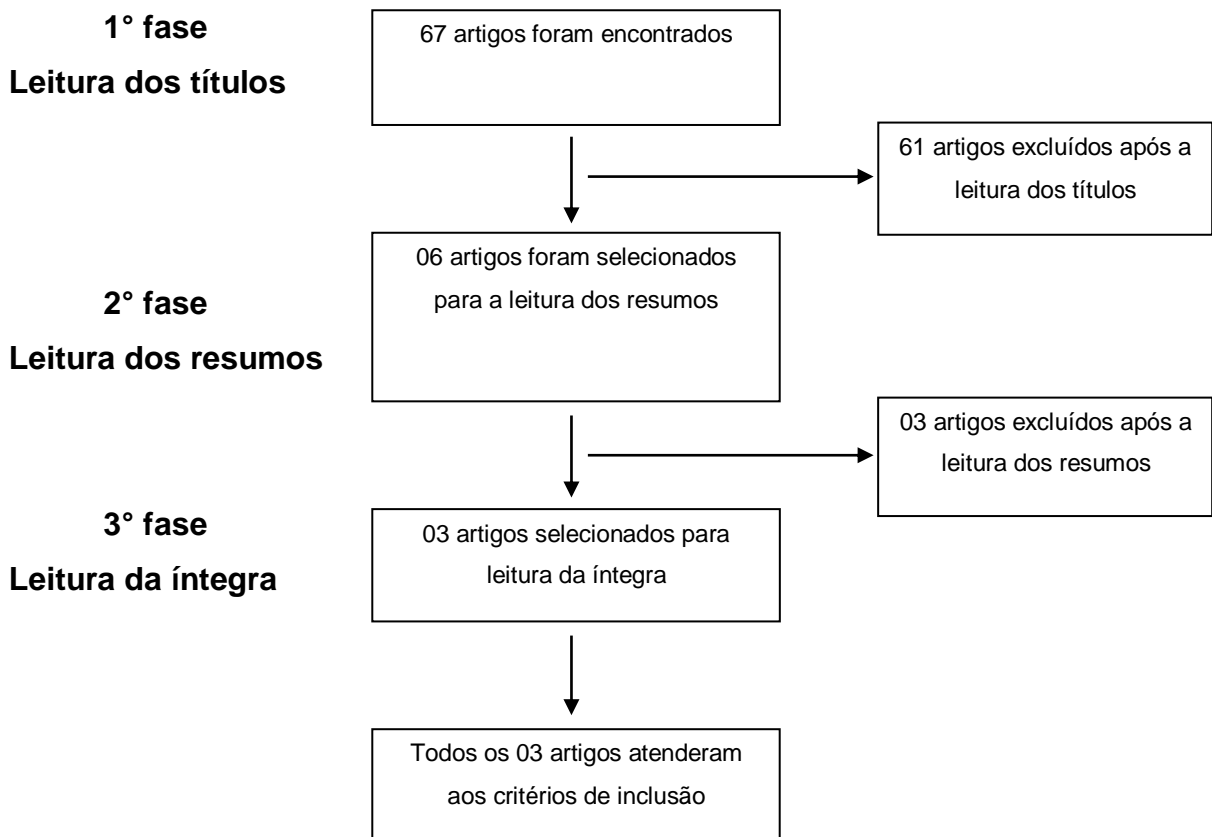 1° fase
Leitura dos títulos
67 artigos foram encontrados
61 artigos excluídos após a
leitura dos títulos
2° fase
Leitura dos resumos
06 artigos foram selecionados
para a leitura dos resumos
03 artigos excluídos após a
leitura dos resumos
3° fase
Leitura da íntegra
03 artigos selecionados para
leitura da íntegra
Todos os 03 artigos atenderam
aos critérios de inclusão